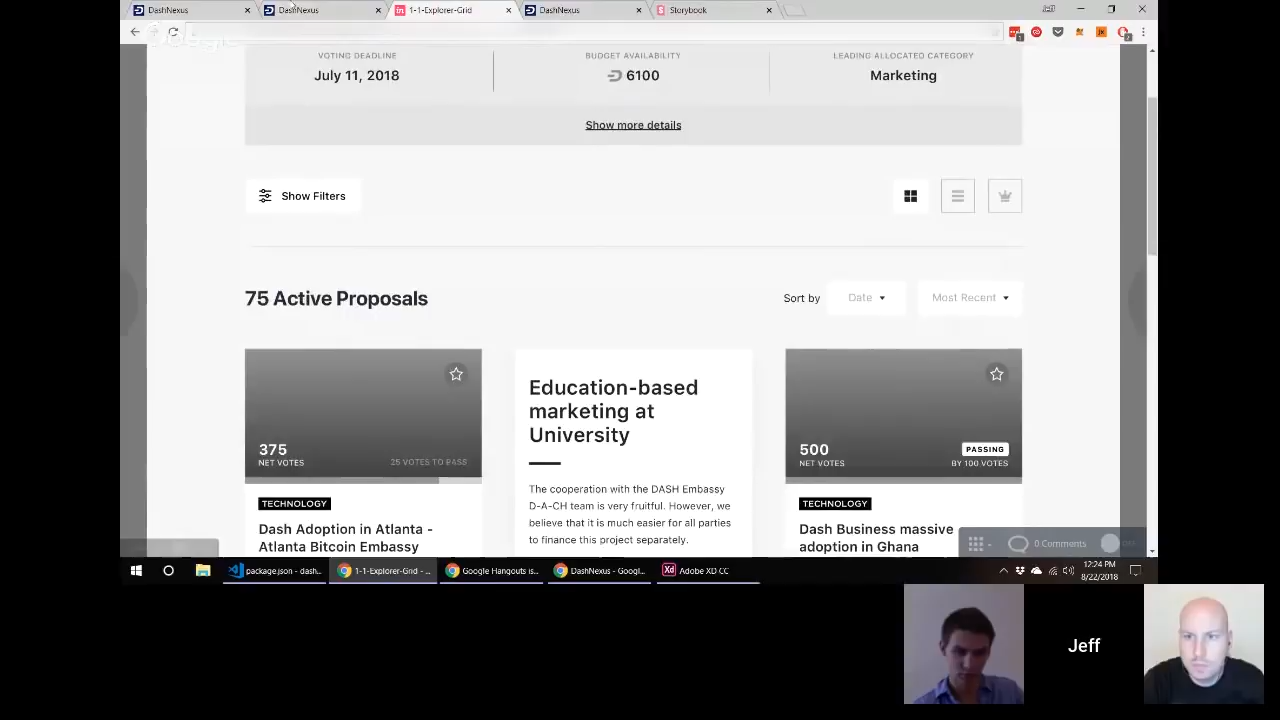 DashNexus
DashNexus
1-1-Explorer-Grid
DashNexus
Storybook
VOTING DEADLINE
BUDGET AVAILABILITY
LEADING ALLOCATED CATEGORY
July 11, 2018
6100
Marketing
Show more details
Show Filters
75 Active Proposals
Sort by
Date
Most Recent
375
NET VOTES
25 VOTES TO PASS
Education-based
marketing at
University
The cooperation with the DASH Embassy
D-A-CH team is very fruitful. However, we
believe that it is much easier for all parties
to finance this project separately.
500
PASSING
NET VOTES
BY 100 VOTES
TECHNOLOGY
Dash Adoption in Atlanta -
Atlanta Bitcoin Embassy
TECHNOLOGY
Dash Business massive
adoption in Ghana
0 Comments
package.json - dash...
1-1-Explorer-Grid - ...
Google Hangouts is...
DashNexus - Googl...
Adobe XD CC
12:24 PM
8/22/2018
Jeff